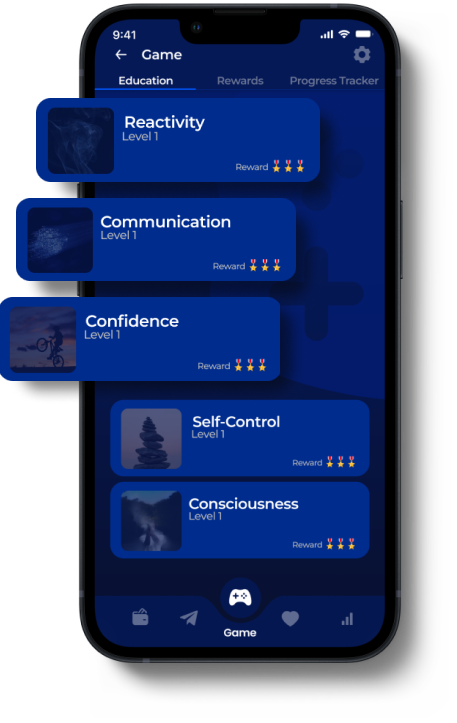 9:41
Game
Education Rewards Progress Tracker
Reactivity
Level 1
Reward
Communication
Level 1
Reward
Confidence
Level 1
Reward
Self-Control
Level 1
Reward
Consciousness
Level 1
Reward
Game